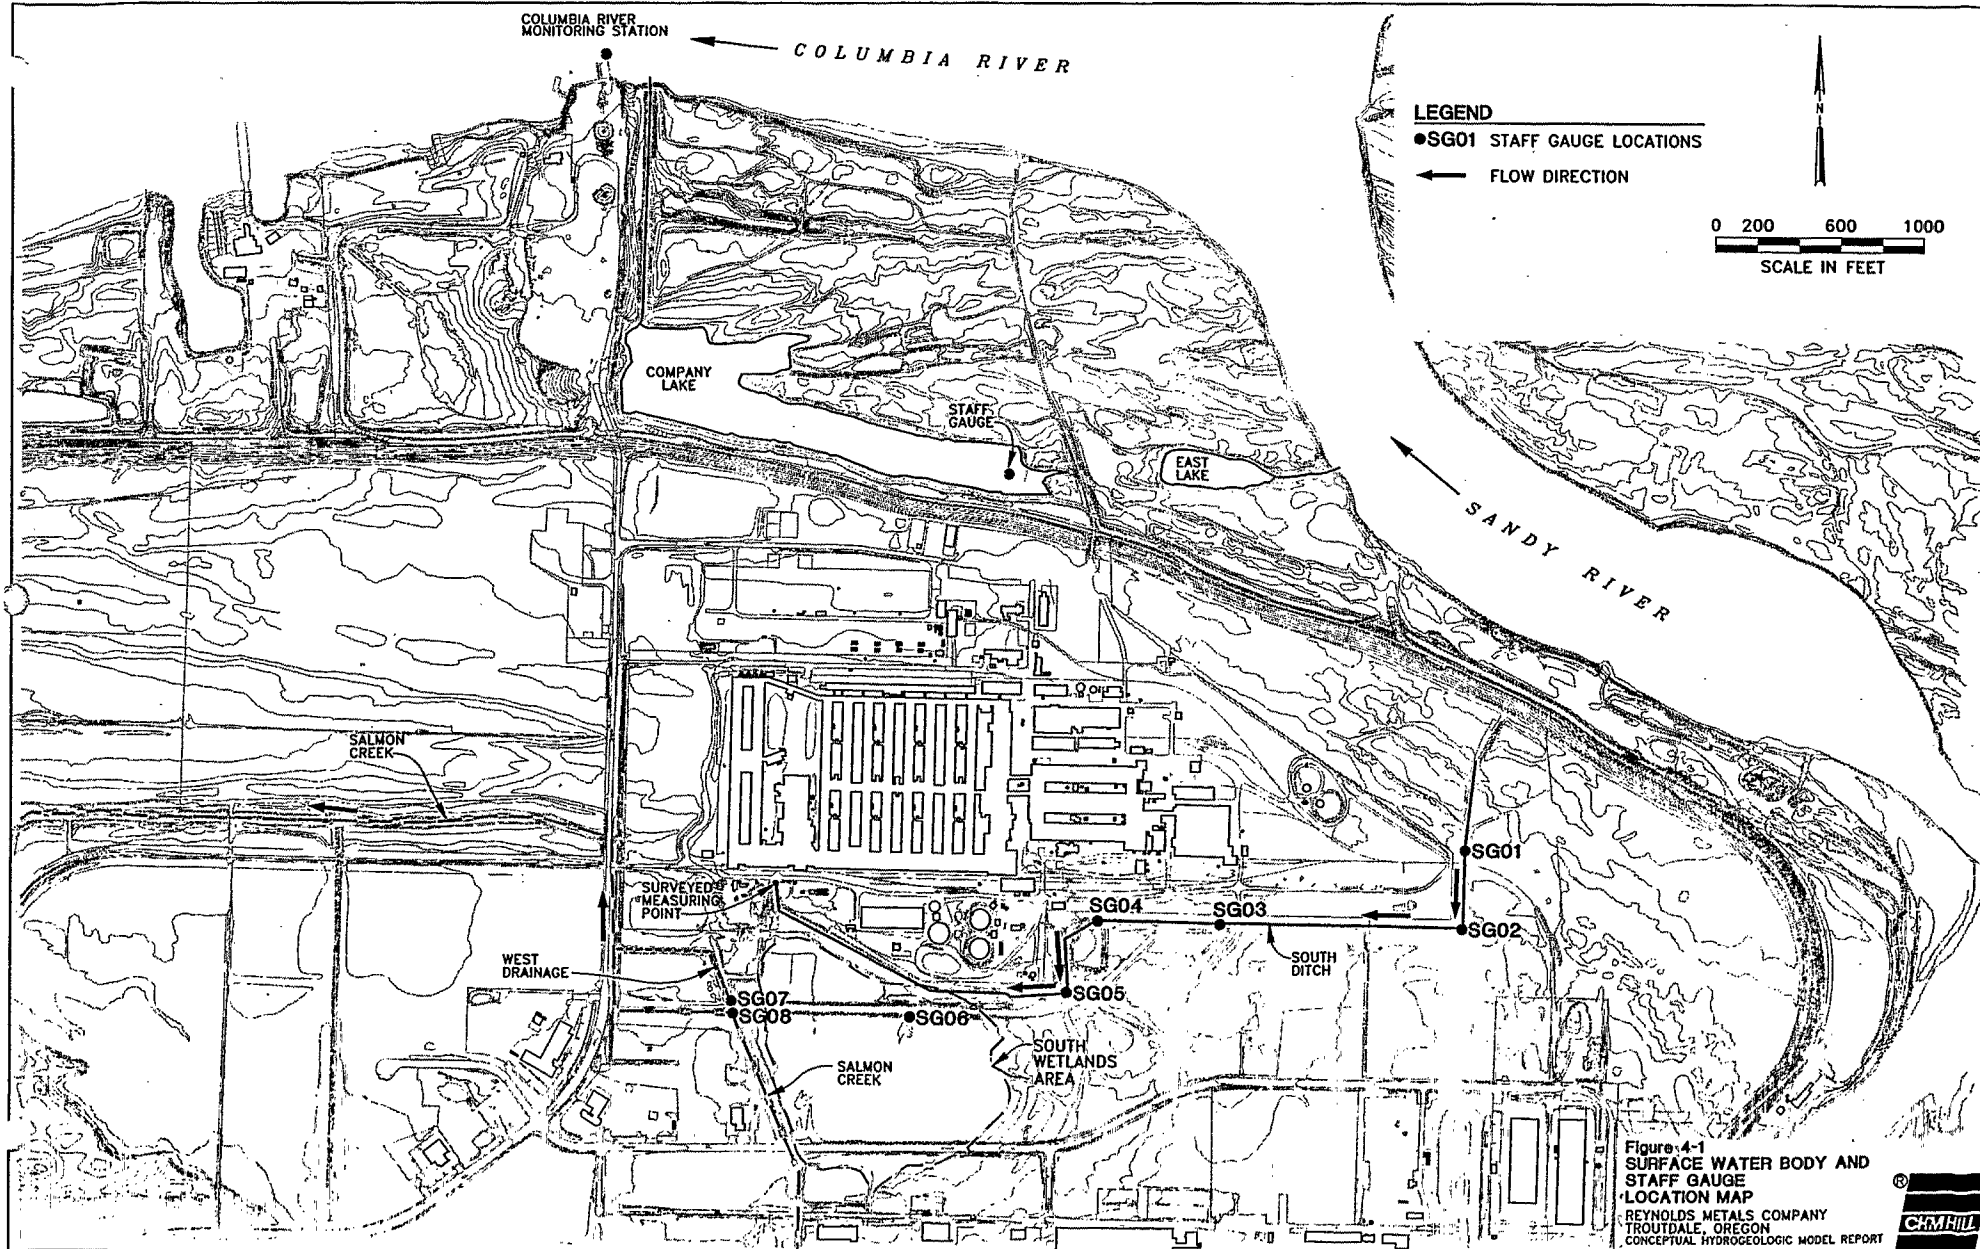 COLUMBIA RIVER
MONITORING STATION
COLUMBIA RIVER
LEGEND
SG01 STAFF GAUGE LOCATIONS
FLOW DIRECTION
N
0 200 600 1000
SCALE IN FEET
COMPANY
LAKE
STAFF
GAUGE
EAST
LAKE
SANDY RIVER
SALMON
CREEK
SURVEYED
MEASURING
POINT
SG01
SG04
SG03
SG02
SOUTH
DITCH
WEST
DRAINAGE
SG05
SG07
SG08
SG06
SOUTH
WETLANDS
AREA
SALMON
CREEK
Figure 4-1
SURFACE WATER BODY AND
STAFF GAUGE
LOCATION MAP
REYNOLDS METALS COMPANY
TROUTDALE, OREGON
CONCEPTUAL HYDROGEOLOGIC MODEL REPORT
®
CH2M HILL